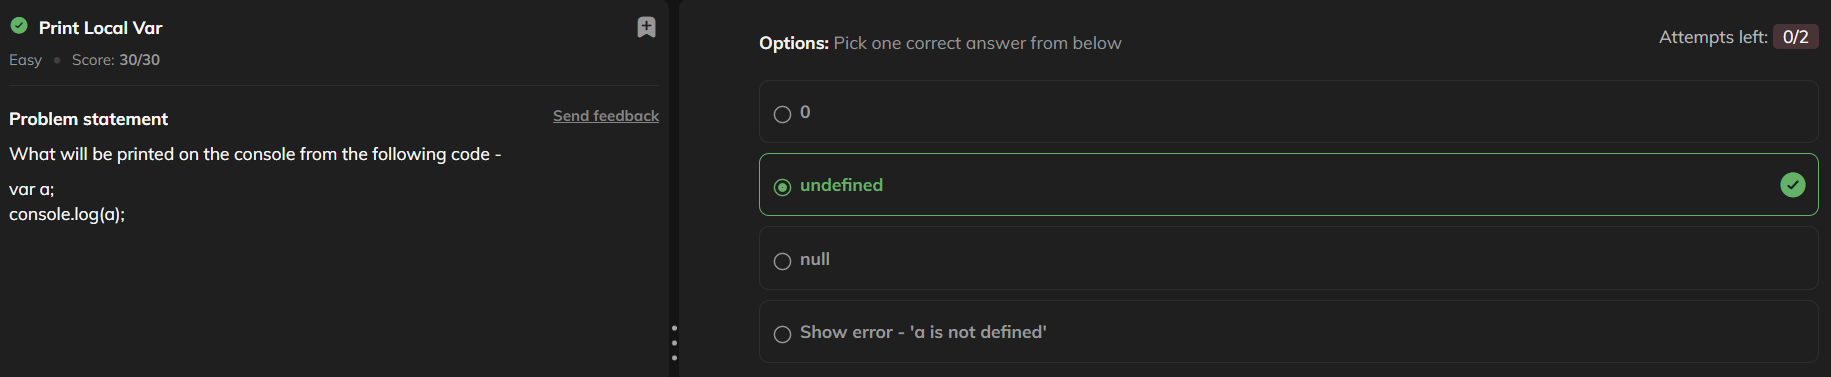 Print Local Var
Easy • Score: 30/30
Problem statement
Send feedback
What will be printed on the console from the following code -
var a;
console.log(a);
Options: Pick one correct answer from below
Attempts left: 0/2
0
undefined
null
Show error - 'a is not defined'